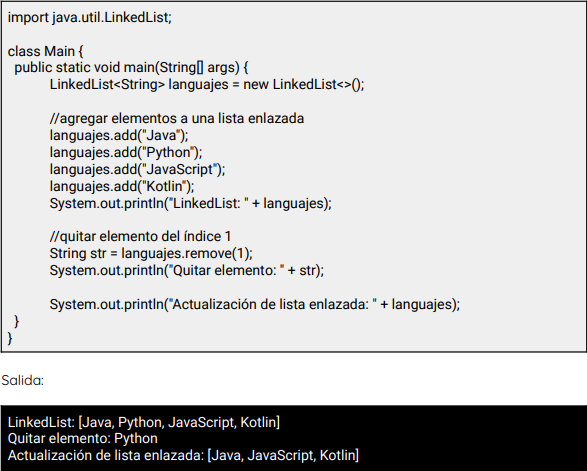 import java.util.LinkedList;
class Main {
public static void main(String[] args) {
LinkedList<String> languajes = new LinkedList<>();
//agregar elementos a una lista enlazada
languajes.add("Java");
languajes.add("Python");
languajes.add("JavaScript");
languajes.add("Kotlin");
System.out.println("LinkedList: " + languajes);
//quitar elemento del índice 1
String str = languajes.remove(1);
System.out.println("Quitar elemento: " + str);
System.out.println("Actualización de lista enlazada: " + languajes);
}
}
Salida:
LinkedList: [Java, Python, JavaScript, Kotlin]
Quitar elemento: Python
Actualización de lista enlazada: [Java, JavaScript, Kotlin]